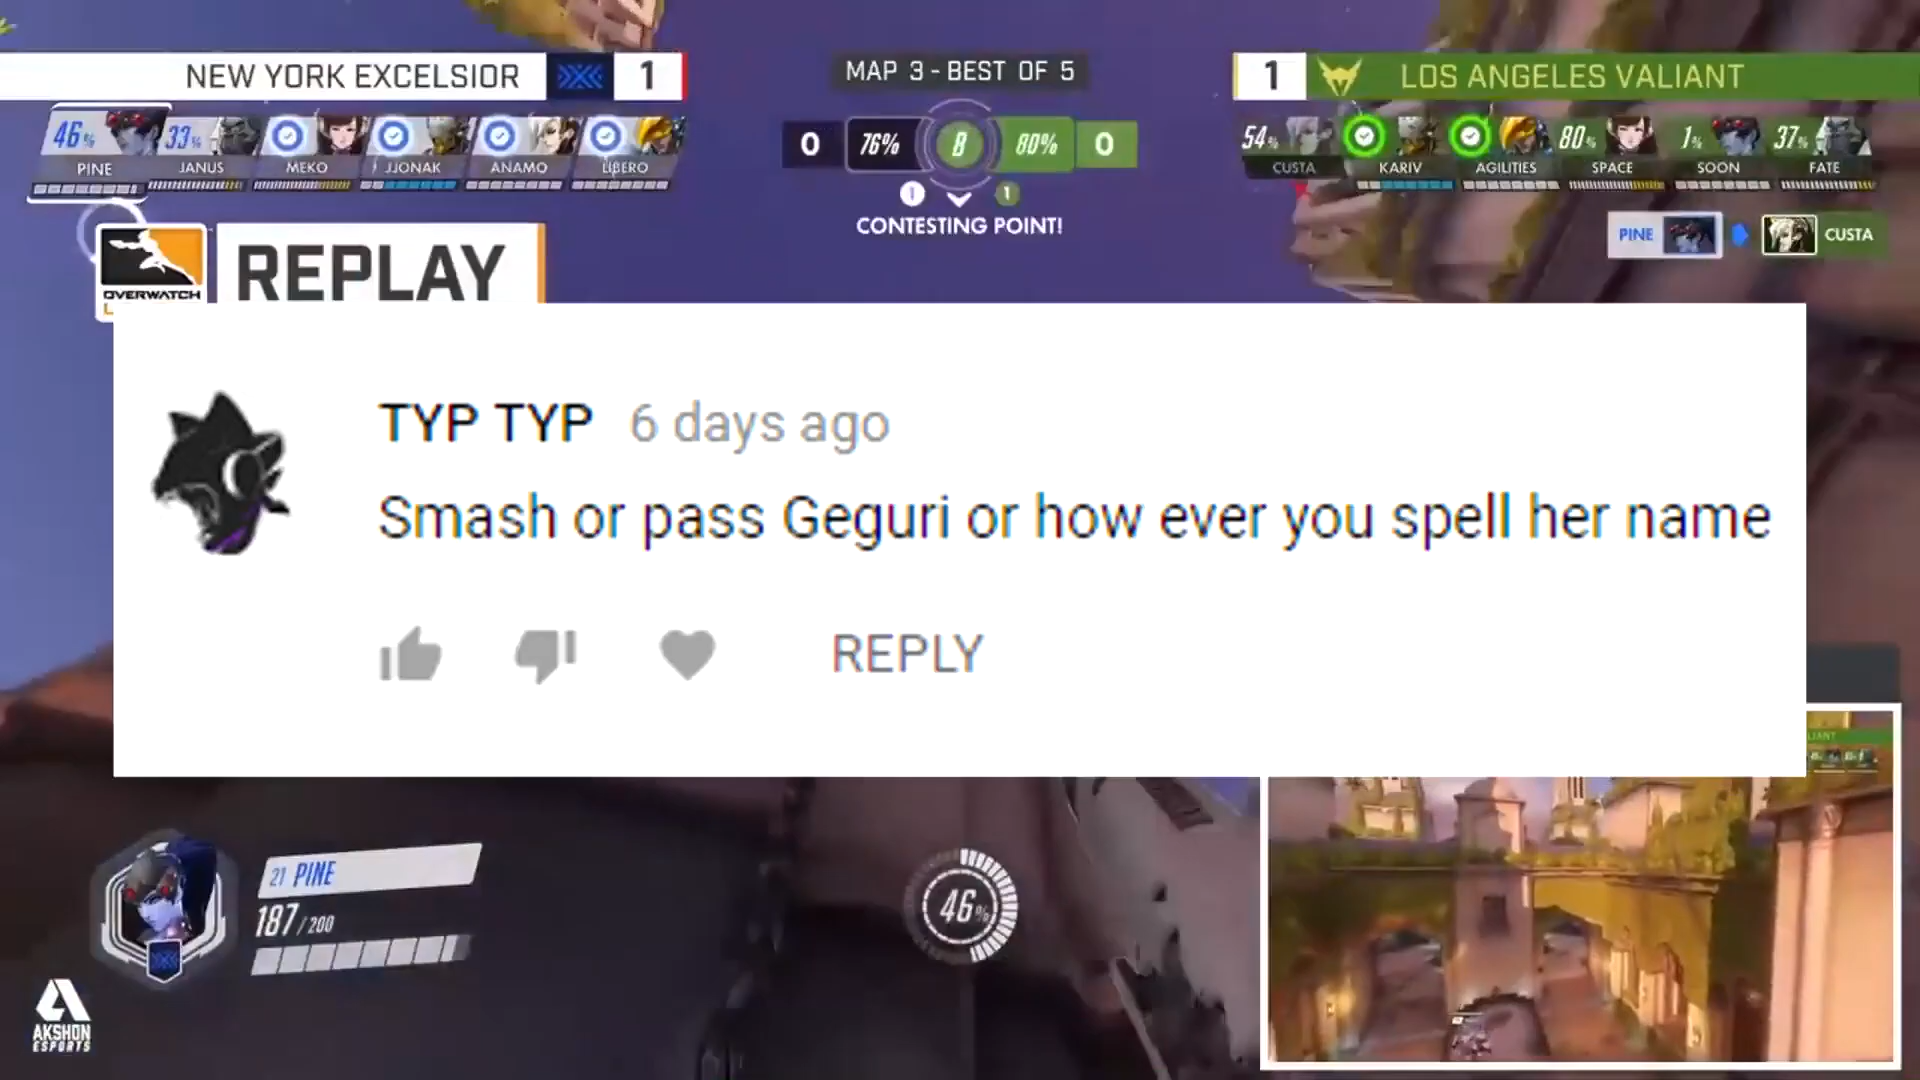 NEW YORK EXCELSIOR 1
MAP 3 - BEST OF 5
1 LOS ANGELES VALIANT
46% 33%
PINE JANUS MEKO JJONAK ANAMO LIBERO
0 76% B 80% 0
54% 80% 1% 37%
CUSTA KARIV AGILITIES SPACE SOON FATE
1 1
CONTESTING POINT!
PINE CUSTA
OVERWATCH
REPLAY
TYP TYP 6 days ago
Smash or pass Geguri or how ever you spell her name
REPLY
21 PINE
187/200
46%
AKSHON
ESPORTS